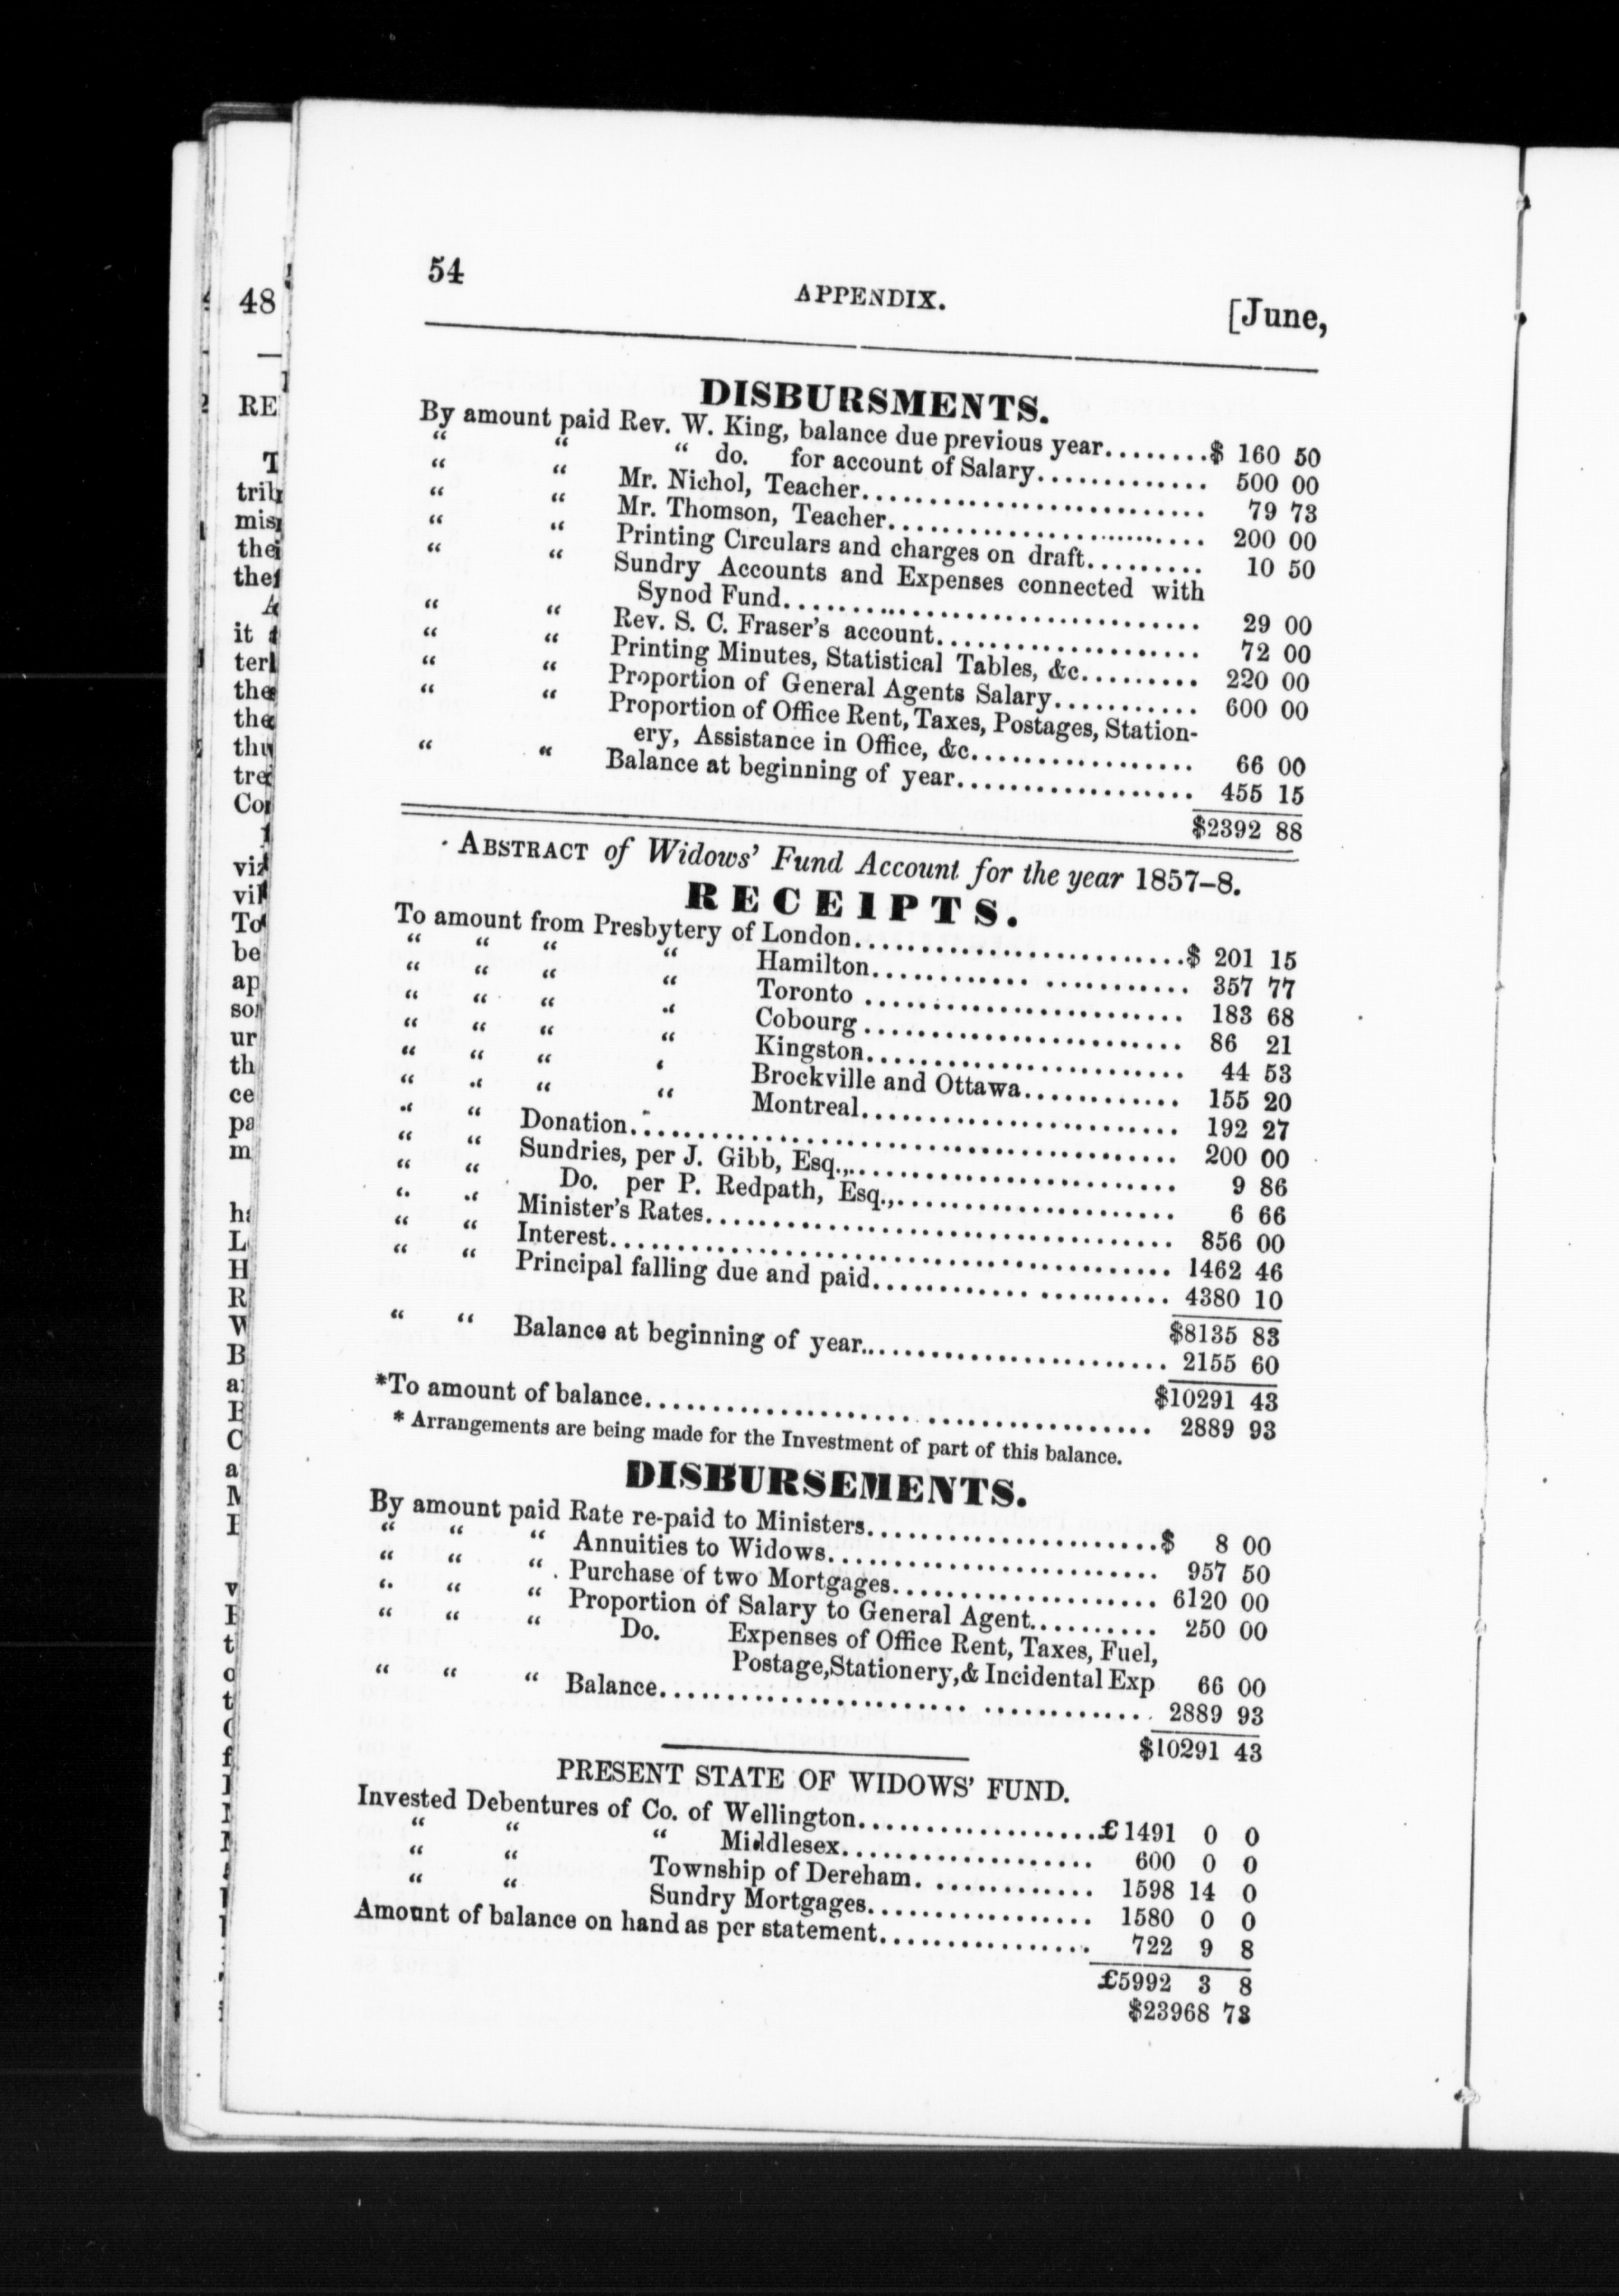 54
APPENDIX.
[June,
DISBURSMENTS.
By amount paid Rev. W. King, balance due previous year........$ 160 50
“ “ “ do. for account of Salary............. 500 00
“ “ Mr. Nichol, Teacher.......................... 79 73
“ “ Mr. Thomson, Teacher........................ 200 00
“ “ Printing Circulars and charges on draft......... 10 50
“ “ Sundry Accounts and Expenses connected with
Synod Fund............................... 29 00
“ “ Rev. S. C. Fraser's account.................... 72 00
“ “ Printing Minutes, Statistical Tables, &c......... 220 00
“ “ Proportion of General Agents Salary........... 600 00
“ “ Proportion of Office Rent, Taxes, Postages, Station-
ery, Assistance in Office, &c................. 66 00
“ “ Balance at beginning of year.................. 455 15
$2392 88
ABSTRACT of Widows' Fund Account for the year 1857–8.
RECEIPTS.
To amount from Presbytery of London.........................$ 201 15
“ “ “ “ Hamilton........................ 357 77
“ “ “ “ Toronto ........................ 183 68
“ “ “ “ Cobourg ........................ 86 21
“ “ “ “ Kingston........................ 44 53
“ “ “ ‘ Brockville and Ottawa............ 155 20
“ “ “ “ Montreal........................ 192 27
“ “ Donation......................................... 200 00
“ “ Sundries, per J. Gibb, Esq.,........................ 9 86
“ “ Do. per P. Redpath, Esq.,..................... 6 66
“ “ Minister's Rates................................... 856 00
“ “ Interest.......................................... 1462 46
“ “ Principal falling due and paid...................... 4380 10
$8135 83
“ “ Balance at beginning of year....................... 2155 60
$10291 43
*To amount of balance..................................... 2889 93
* Arrangements are being made for the Investment of part of this balance.
DISBURSEMENTS.
By amount paid Rate re-paid to Ministers......................$ 8 00
“ “ “ Annuities to Widows......................... 957 50
“ “ “ Purchase of two Mortgages.................... 6120 00
“ “ “ Proportion of Salary to General Agent.......... 250 00
“ “ “ Do. Expenses of Office Rent, Taxes, Fuel,
Postage,Stationery,& Incidental Exp 66 00
“ “ “ Balance................................... 2889 93
$10291 43
PRESENT STATE OF WIDOWS' FUND.
Invested Debentures of Co. of Wellington..................£1491 0 0
“ “ “ Middlesex................... 600 0 0
“ “ Township of Dereham............. 1598 14 0
“ “ Sundry Mortgages................. 1580 0 0
Amount of balance on hand as per statement................ 722 9 8
£5992 3 8
$23968 73
48
RE